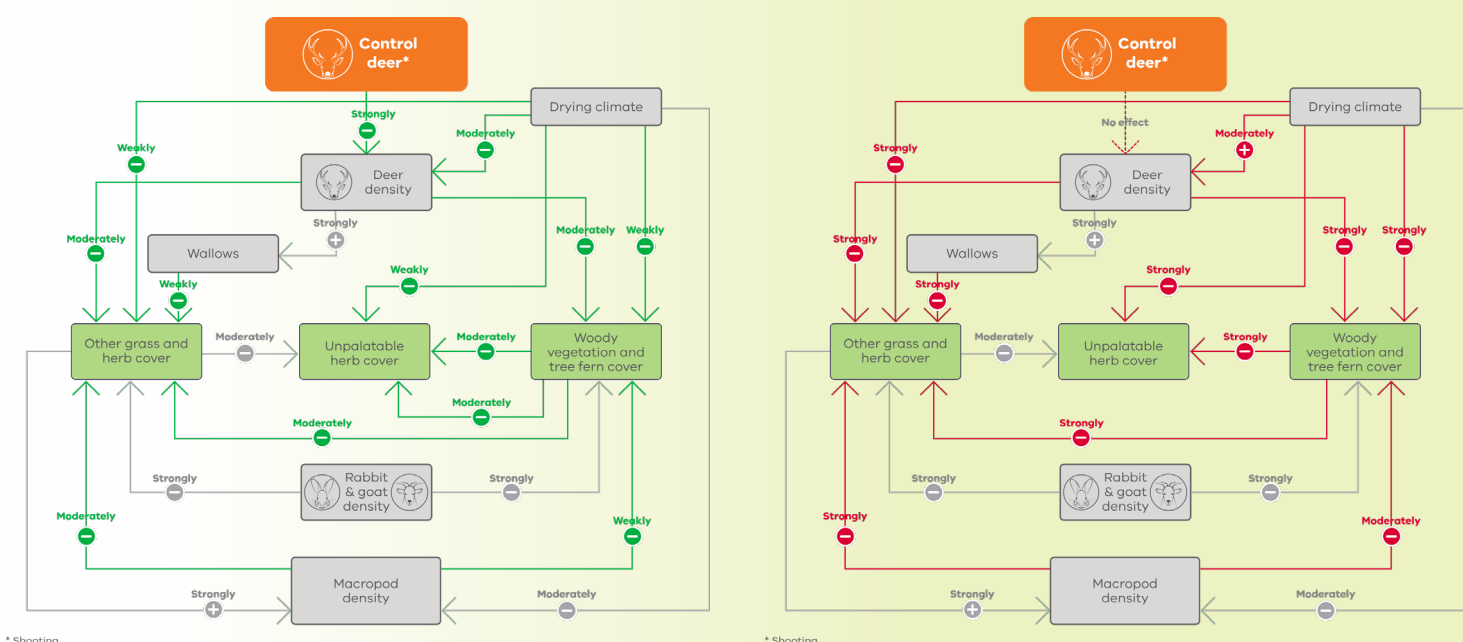 Control
deer*
Drying climate
Strongly
Moderately
Weakly
Deer
density
Strongly
Moderately
Moderately
Weakly
Wallows
Weakly
Weakly
Other grass and
herb cover
Moderately
Unpalatable
herb cover
Moderately
Woody
vegetation and
tree fern cover
Moderately
Moderately
Strongly
Rabbit
& goat
density
Strongly
Moderately
Weakly
Macropod
density
Strongly
Moderately
* Shooting
Control
deer*
Drying climate
No effect
Moderately
Strongly
Deer
density
Strongly
Strongly
Strongly
Strongly
Wallows
Strongly
Strongly
Other grass and
herb cover
Moderately
Unpalatable
herb cover
Strongly
Woody
vegetation and
tree fern cover
Strongly
Strongly
Rabbit
& goat
density
Strongly
Strongly
Moderately
Macropod
density
Strongly
Moderately
* Shooting